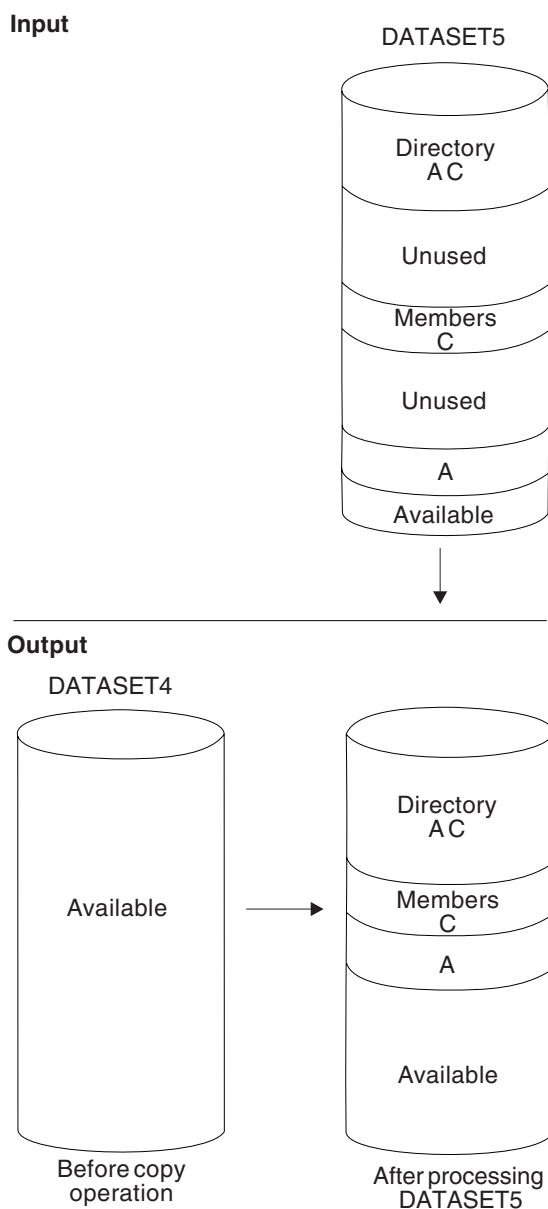 Input
DATASET5
Directory
A C
Unused
Members
C
Unused
A
Available
Output
DATASET4
Available
Before copy
operation
Directory
A C
Members
C
A
Available
After processing
DATASET5